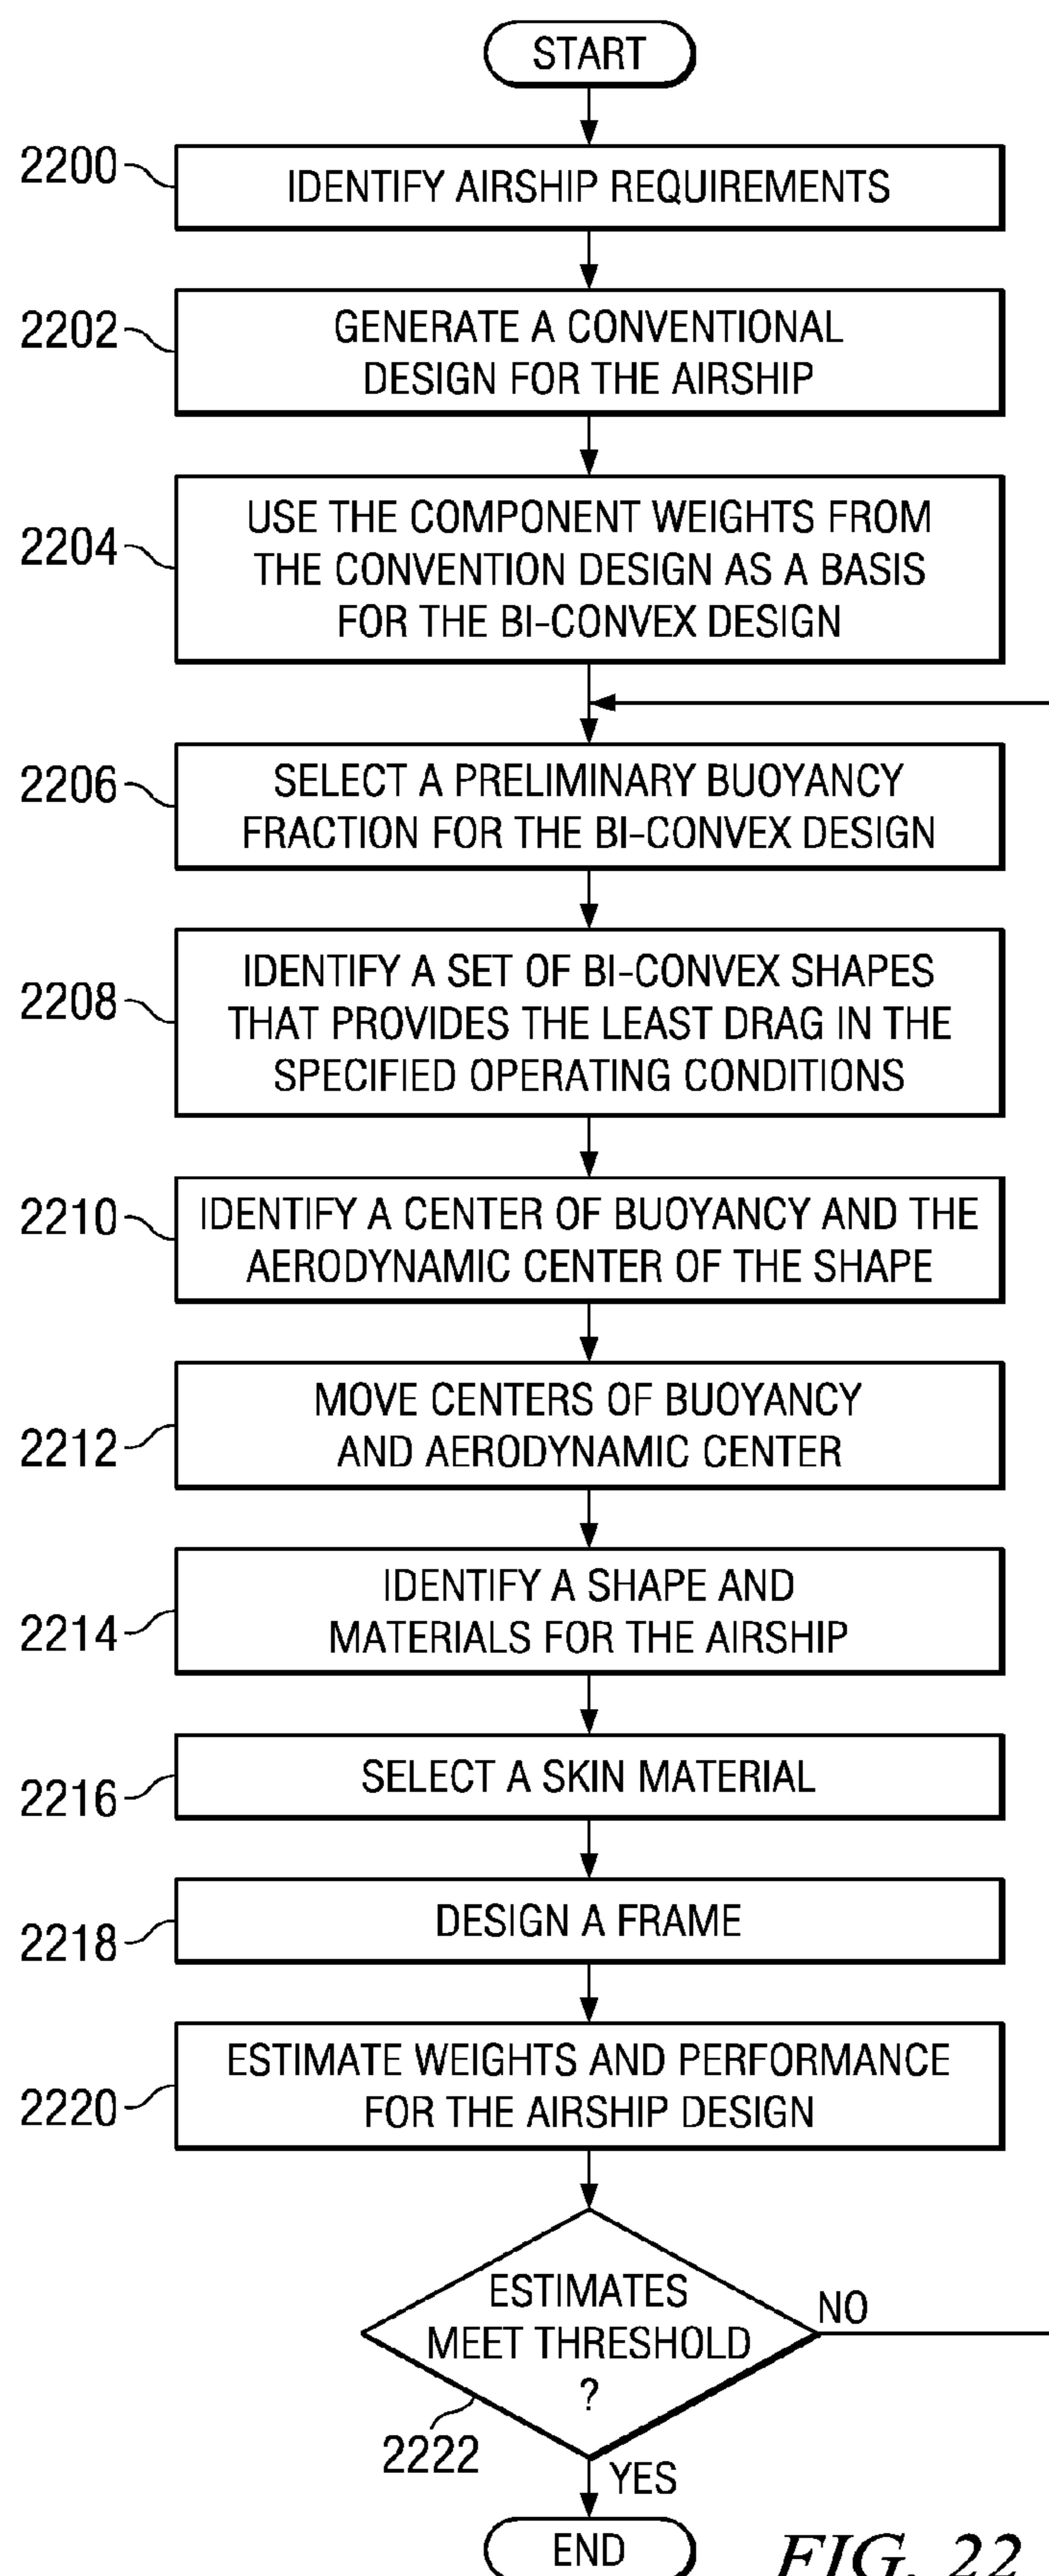 START
2200
IDENTIFY AIRSHIP REQUIREMENTS
2202
GENERATE A CONVENTIONAL
DESIGN FOR THE AIRSHIP
2204
USE THE COMPONENT WEIGHTS FROM
THE CONVENTION DESIGN AS A BASIS
FOR THE BI-CONVEX DESIGN
2206
SELECT A PRELIMINARY BUOYANCY
FRACTION FOR THE BI-CONVEX DESIGN
2208
IDENTIFY A SET OF BI-CONVEX SHAPES
THAT PROVIDES THE LEAST DRAG IN THE
SPECIFIED OPERATING CONDITIONS
2210
IDENTIFY A CENTER OF BUOYANCY AND THE
AERODYNAMIC CENTER OF THE SHAPE
2212
MOVE CENTERS OF BUOYANCY
AND AERODYNAMIC CENTER
2214
IDENTIFY A SHAPE AND
MATERIALS FOR THE AIRSHIP
2216
SELECT A SKIN MATERIAL
2218
DESIGN A FRAME
2220
ESTIMATE WEIGHTS AND PERFORMANCE
FOR THE AIRSHIP DESIGN
ESTIMATES
MEET THRESHOLD
?
NO
2222
YES
END
FIG. 22